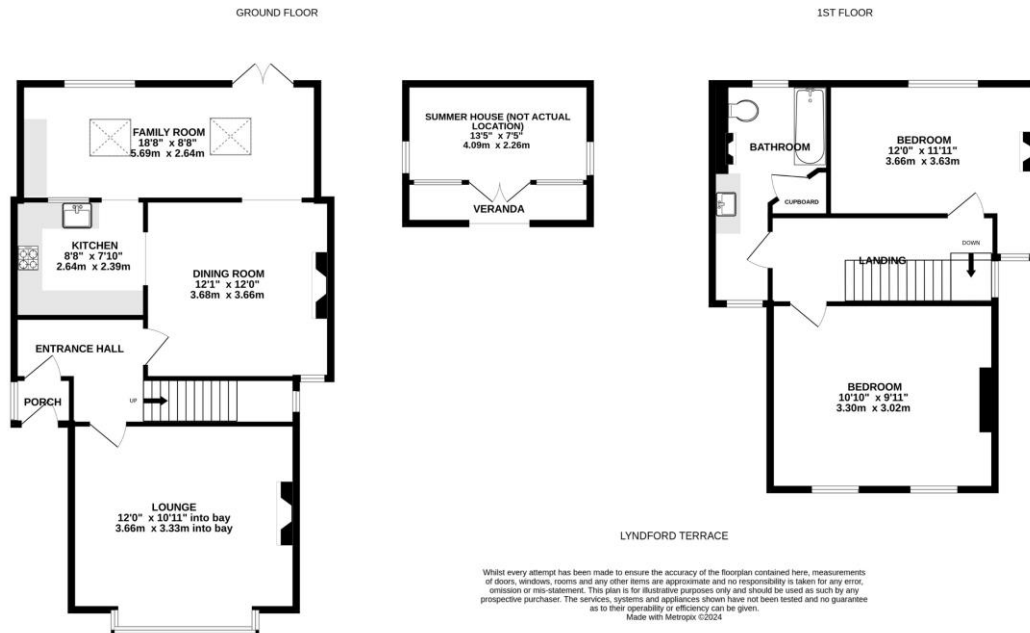 GROUND FLOOR
1ST FLOOR
FAMILY ROOM
18'8" x 8'8"
5.69m x 2.64m
KITCHEN
8'8" x 7'10"
2.64m x 2.39m
DINING ROOM
12'1" x 12'0"
3.68m x 3.66m
ENTRANCE HALL
PORCH
UP
LOUNGE
12'0" x 10'11" into bay
3.66m x 3.33m into bay
SUMMER HOUSE (NOT ACTUAL
LOCATION)
13'5" x 7'5"
4.09m x 2.26m
VERANDA
BATHROOM
CUPBOARD
BEDROOM
12'0" x 11'11"
3.66m x 3.63m
LANDING
DOWN
BEDROOM
10'10" x 9'11"
3.30m x 3.02m
LYNDFORD TERRACE
Whilst every attempt has been made to ensure the accuracy of the floorplan contained here, measurements
of doors, windows, rooms and any other items are approximate and no responsibility is taken for any error,
omission or mis-statement. This plan is for illustrative purposes only and should be used as such by any
prospective purchaser. The services, systems and appliances shown have not been tested and no guarantee
as to their operability or efficiency can be given.
Made with Metropix ©2024